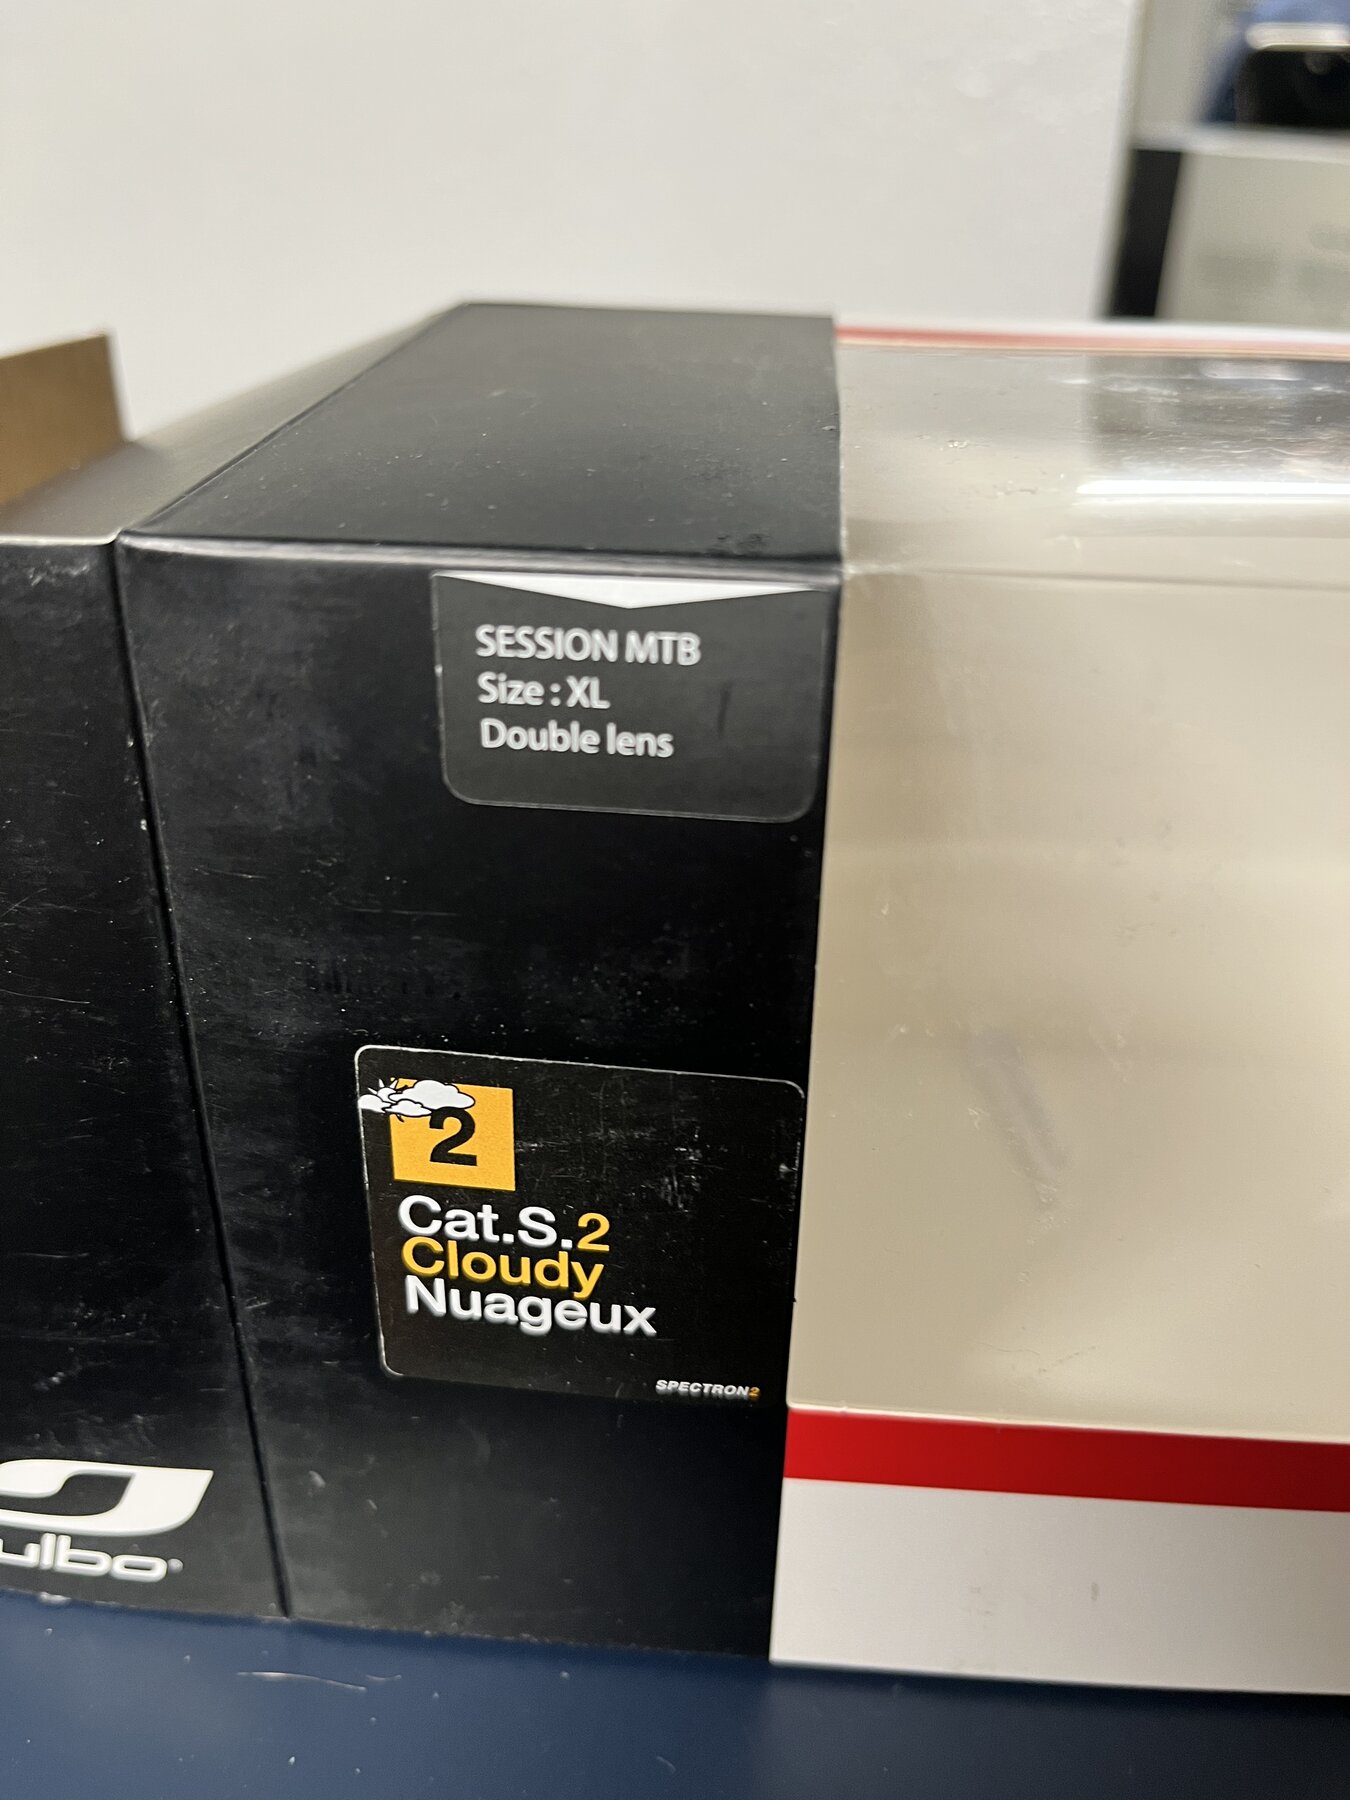 SESSION MTB
Size : XL
Double lens
2
Cat.S.2
Cloudy
Nuageux
SPECTRON2
ulbo